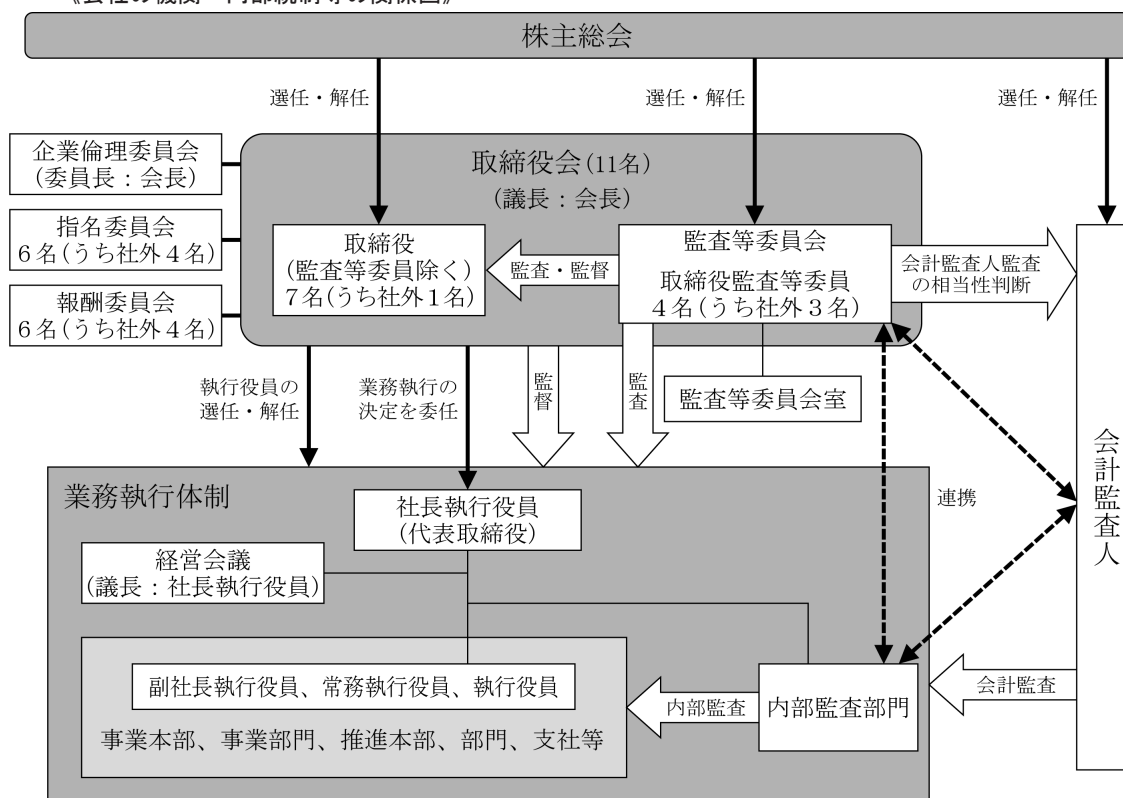 《会社の機関・内部統制等の関係図》
株主総会
選任・解任
選任・解任
選任・解任
企業倫理委員会
(委員長:会長)
指名委員会
6名(うち社外4名)
報酬委員会
6名(うち社外4名)
取締役会(11名)
(議長:会長)
取締役
(監査等委員除く)
7名(うち社外1名)
監査・監督
監査等委員会
取締役監査等委員
4名(うち社外3名)
会計監査人監査
の相当性判断
執行役員の
選任・解任
業務執行の
決定を委任
監督
監査
監査等委員会室
会計監査人
連携
業務執行体制
社長執行役員
(代表取締役)
経営会議
(議長:社長執行役員)
副社長執行役員、常務執行役員、執行役員
事業本部、事業部門、推進本部、部門、支社等
内部監査
内部監査部門
会計監査